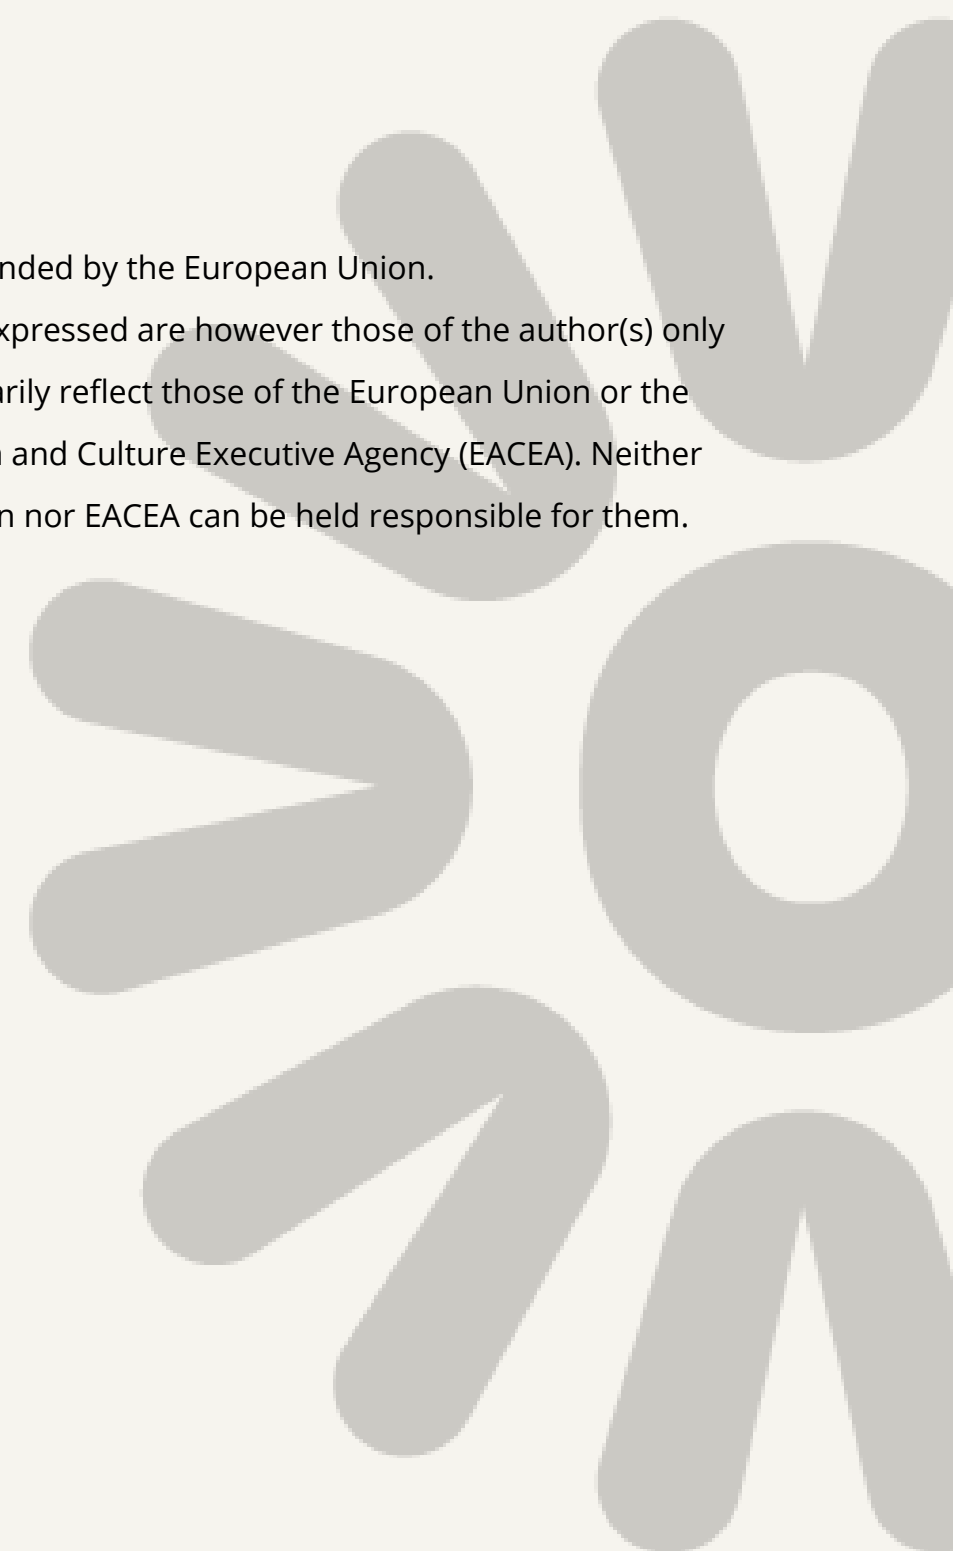 nded by the European Union.
xpressed are however those of the author(s) only
arily reflect those of the European Union or the
and Culture Executive Agency (EACEA). Neither
n nor EACEA can be held responsible for them.